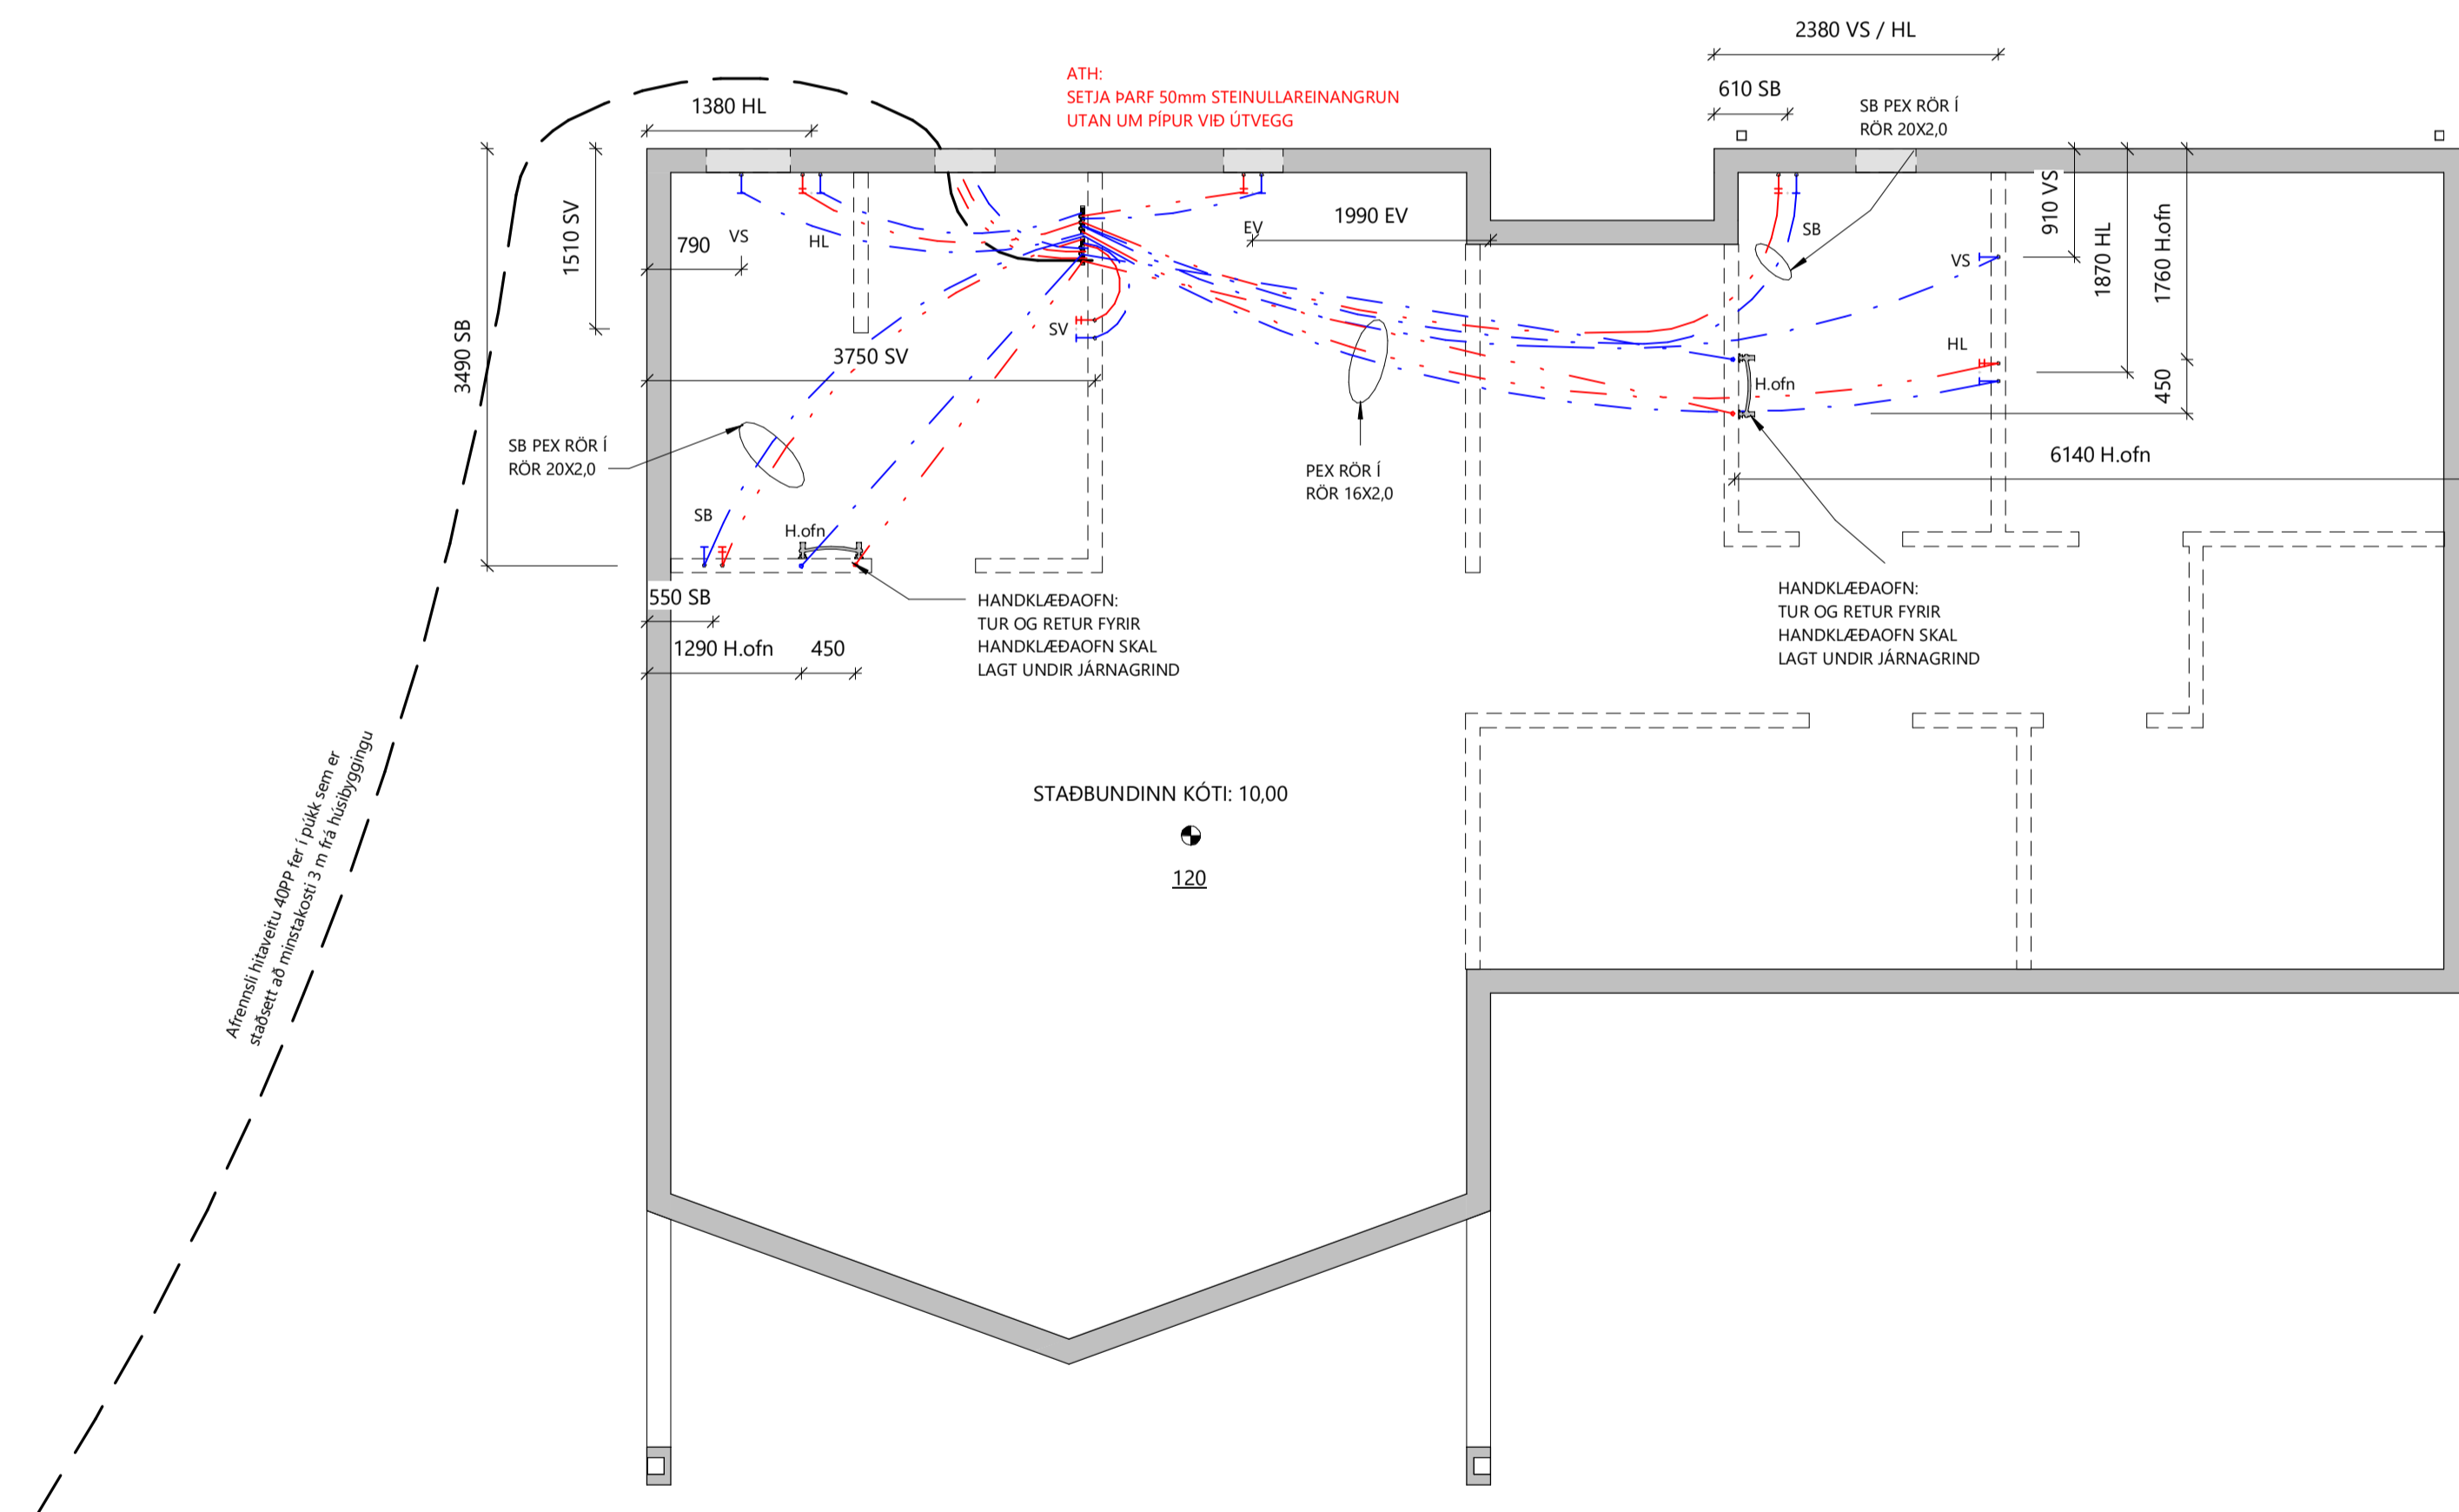 2380 VS / HL
610 SB
SB PEX RÖR Í
RÖR 20X2,0
ATH:
SETJA ÞARF 50mm STEINULLAREINANGRUN
UTAN UM PÍPUR VIÐ ÚTVEGG
1380 HL
1510 SV
3490 SB
790
VS
HL
EV
1990 EV
SB
910 VS
1870 HL
1760 H.ofn
450
VS
HL
H.ofn
6140 H.ofn
SV
3750 SV
SB PEX RÖR Í
RÖR 20X2,0
PEX RÖR Í
RÖR 16X2,0
SB
H.ofn
550 SB
1290 H.ofn
450
HANDKLÆÐAOFN:
TUR OG RETUR FYRIR
HANDKLÆÐAOFN SKAL
LAGT UNDIR JÁRNAGRIND
HANDKLÆÐAOFN:
TUR OG RETUR FYRIR
HANDKLÆÐAOFN SKAL
LAGT UNDIR JÁRNAGRIND
Afrennsli hitaveitu 40PP fer í púkk sem er
staðsett að minstakosti 3 m frá húsibyggingu
STAÐBUNDINN KÓTI: 10,00
120